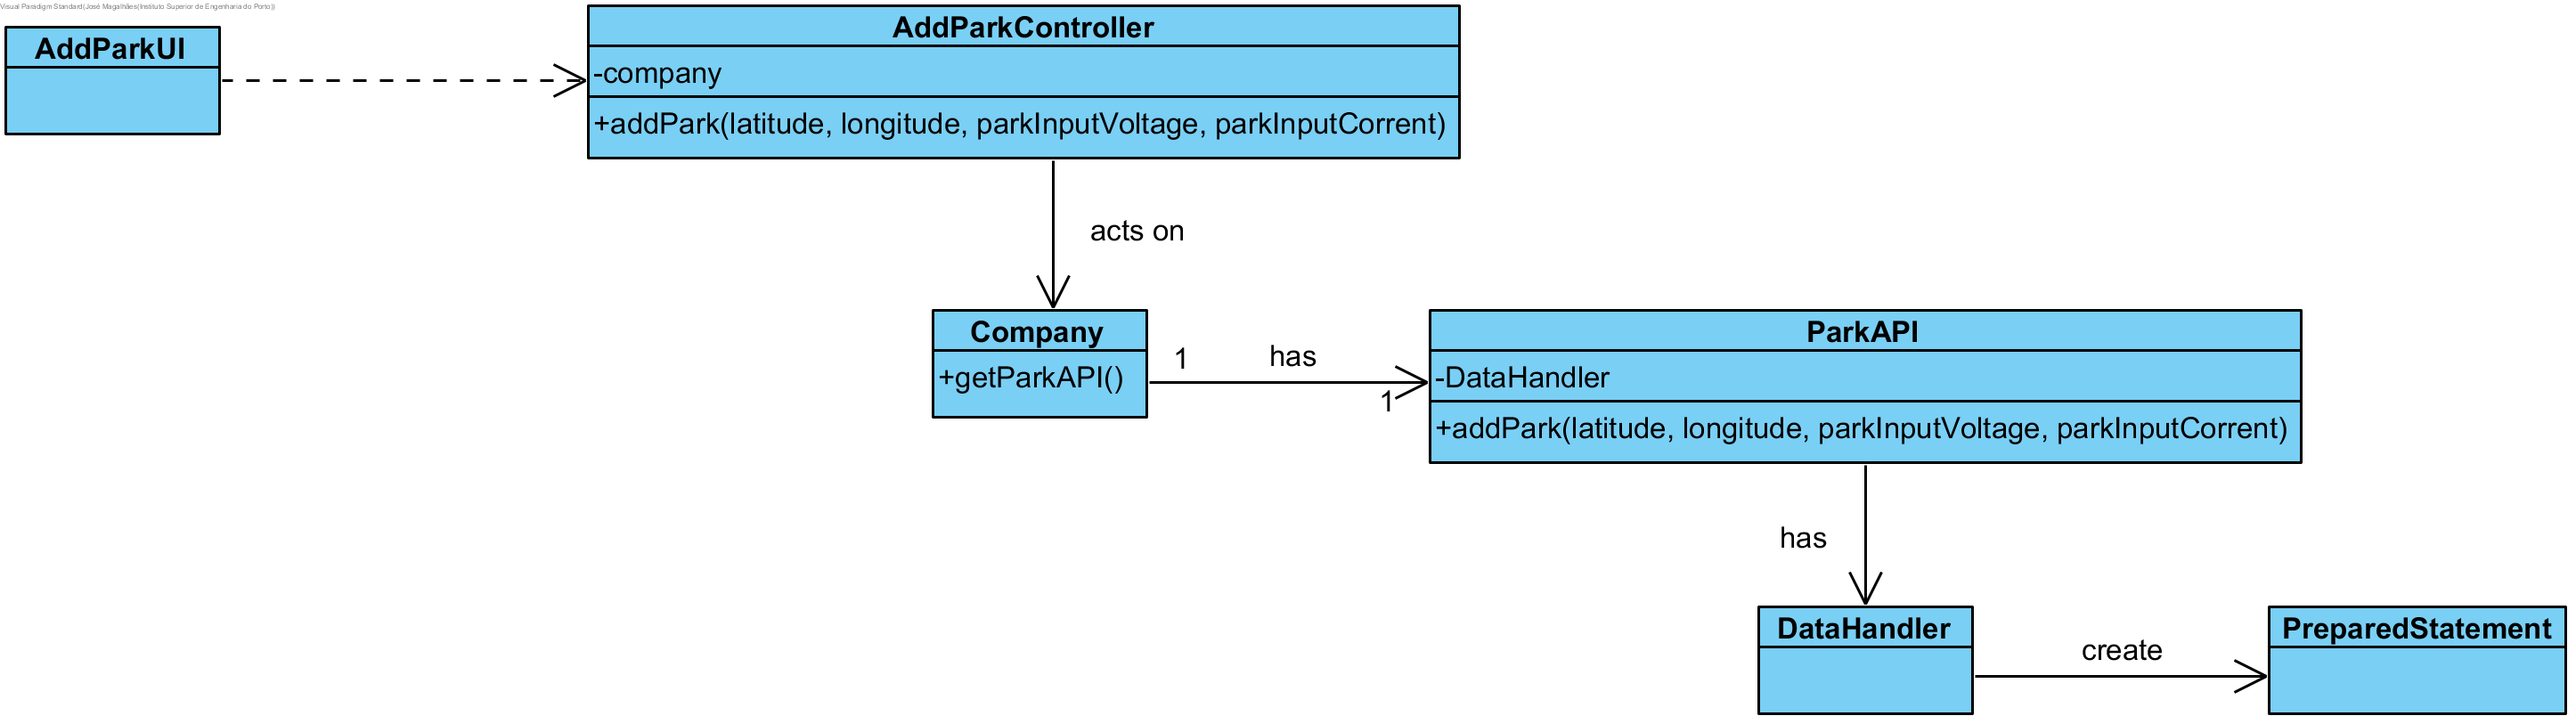 Visual Paradigm Standard(José Magalhães(Instituto Superior de Engenharia do Porto))
AddParkUI
AddParkController
-company
+addPark(latitude, longitude, parkInputVoltage, parkInputCorrent)
acts on
Company
+getParkAPI()
1
has
1
ParkAPI
-DataHandler
+addPark(latitude, longitude, parkInputVoltage, parkInputCorrent)
has
DataHandler
create
PreparedStatement